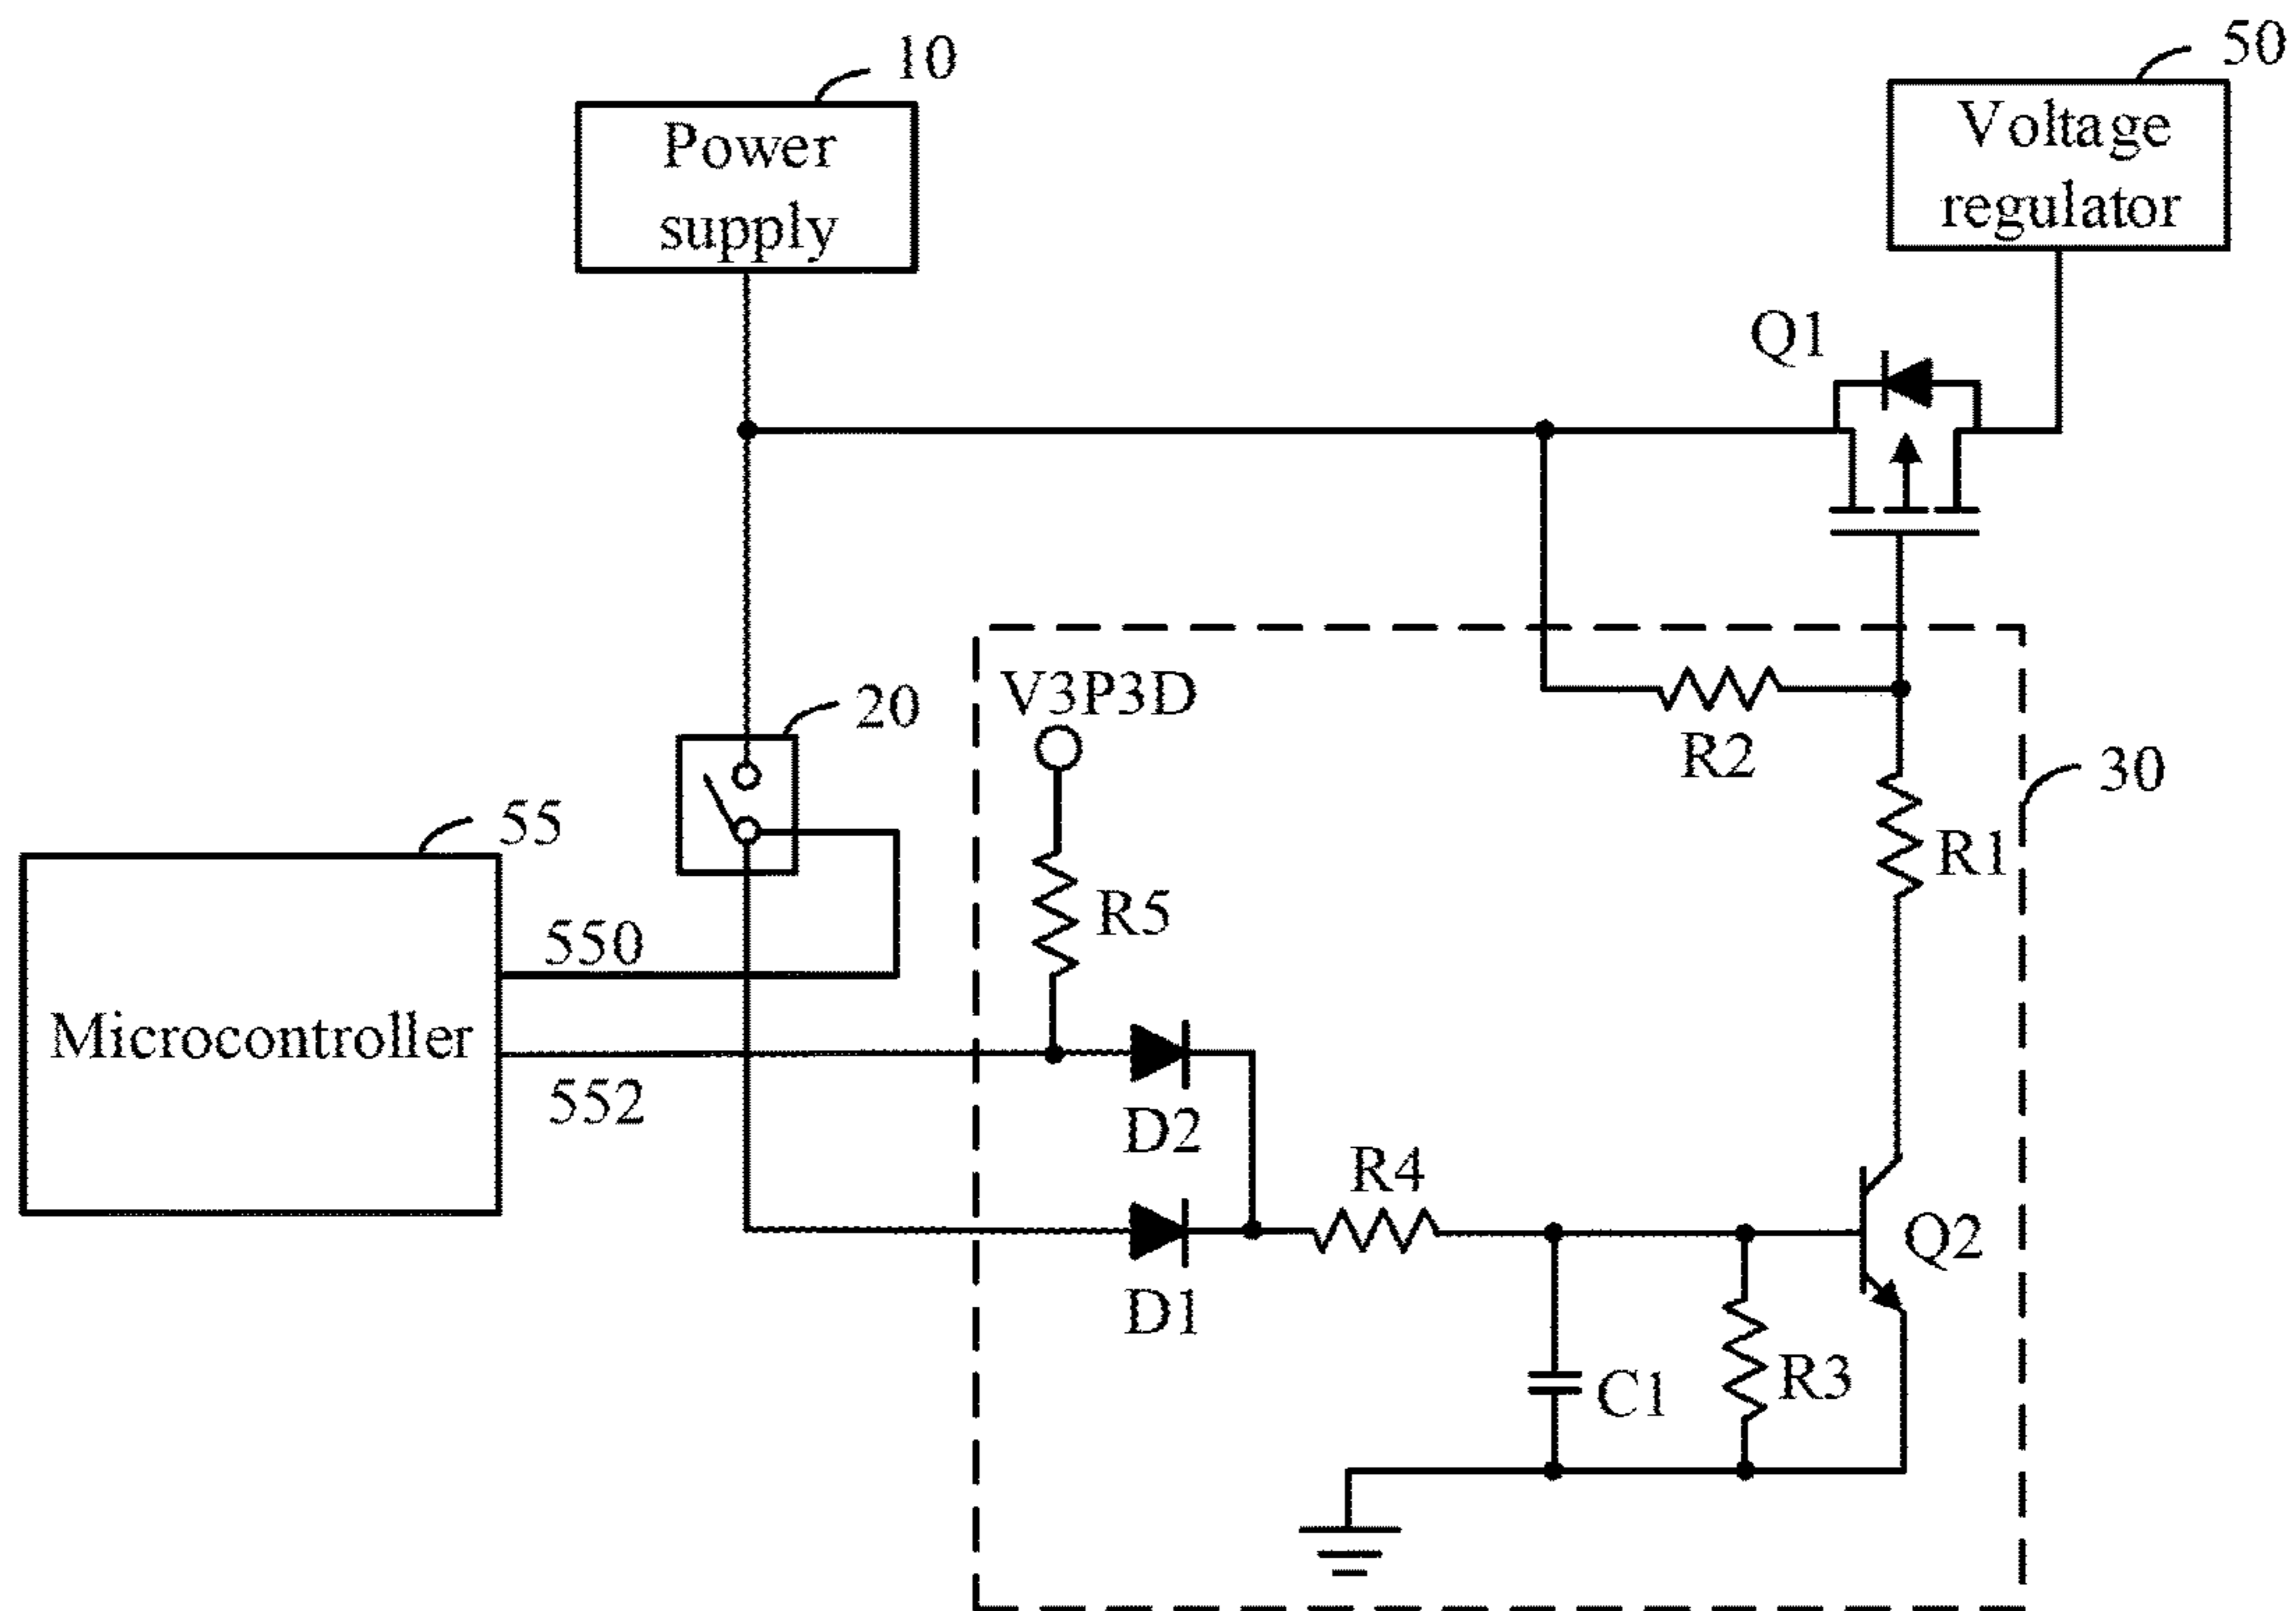 10
50
Power
supply
Voltage
regulator
Q1
20
V3P3D
R2
30
55
R1
R5
550
Microcontroller
552
D2
R4
Q2
D1
C1
R3